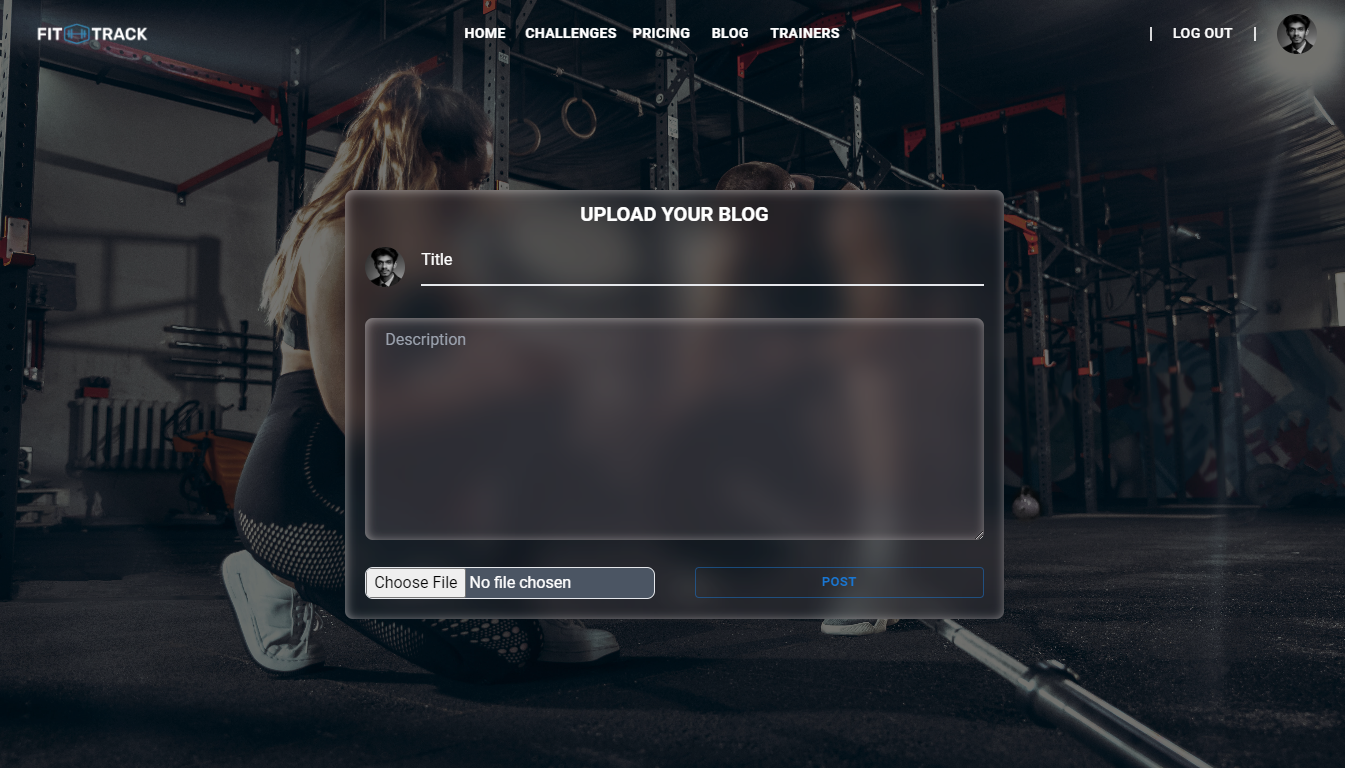 FIT TRACK
HOME CHALLENGES PRICING BLOG TRAINERS
| LOG OUT |
UPLOAD YOUR BLOG
Title
Description
Choose File No file chosen
POST